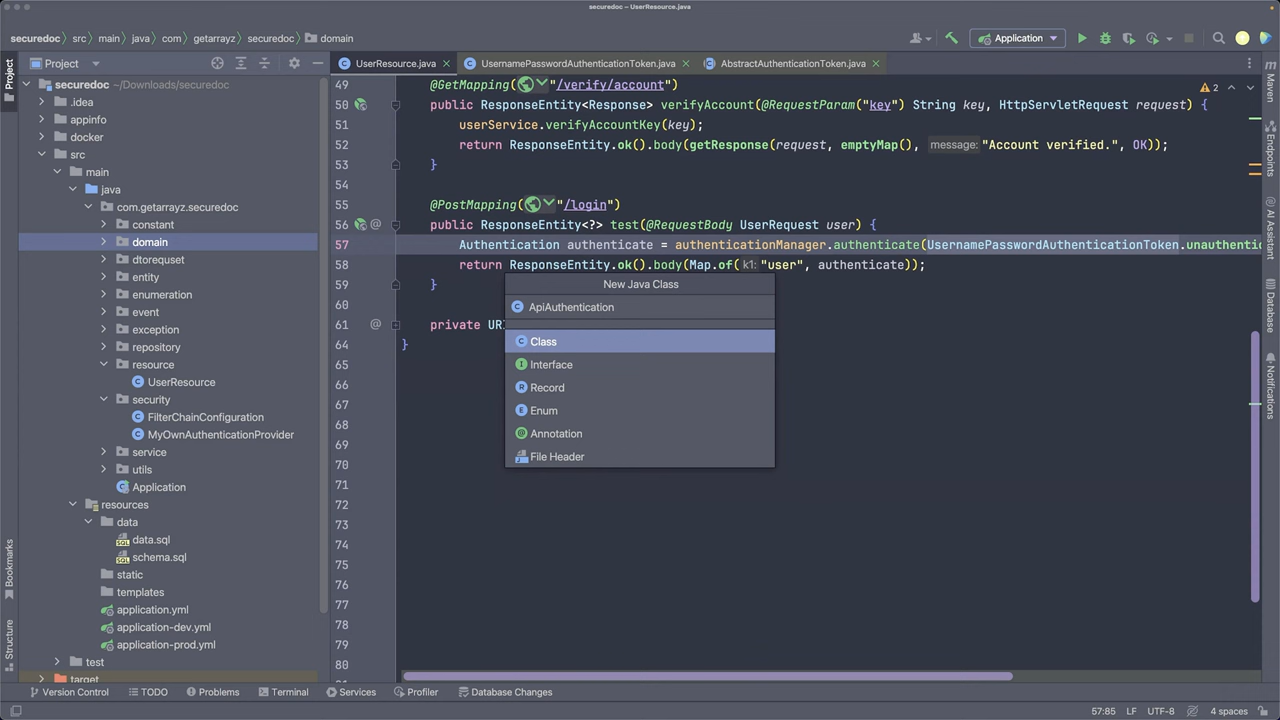 securedoc – UserResource.java
securedoc src main java com getarrayz securedoc domain
Application
Project
UserResource.java
UsernamePasswordAuthenticationToken.java
AbstractAuthenticationToken.java
securedoc ~/Downloads/securedoc
.idea
appinfo
docker
src
main
java
com.getarrayz.securedoc
constant
domain
dtorequset
entity
enumeration
event
exception
repository
resource
UserResource
security
FilterChainConfiguration
MyOwnAuthenticationProvider
service
utils
Application
resources
data
data.sql
schema.sql
static
templates
application.yml
application-dev.yml
application-prod.yml
test
target
49 @GetMapping("/verify/account")
50 public ResponseEntity<Response> verifyAccount(@RequestParam("key") String key, HttpServletRequest request) {
51 userService.verifyAccountKey(key);
52 return ResponseEntity.ok().body(getResponse(request, emptyMap(), message: "Account verified.", OK));
53 }
54
55 @PostMapping("/login")
56 public ResponseEntity<?> test(@RequestBody UserRequest user) {
57 Authentication authenticate = authenticationManager.authenticate(UsernamePasswordAuthenticationToken.unauthentic
58 return ResponseEntity.ok().body(Map.of( k1: "user", authenticate));
59 }
60
61 private UR
64 }
65
66
67
68
69
70
71
72
73
74
75
76
77
78
79
80
2
New Java Class
ApiAuthentication
Class
Interface
Record
Enum
Annotation
File Header
Project
Bookmarks
Structure
Maven
Endpoints
AI Assistant
Database
Notifications
Version Control
TODO
Problems
Terminal
Services
Profiler
Database Changes
57:85 LF UTF-8 4 spaces